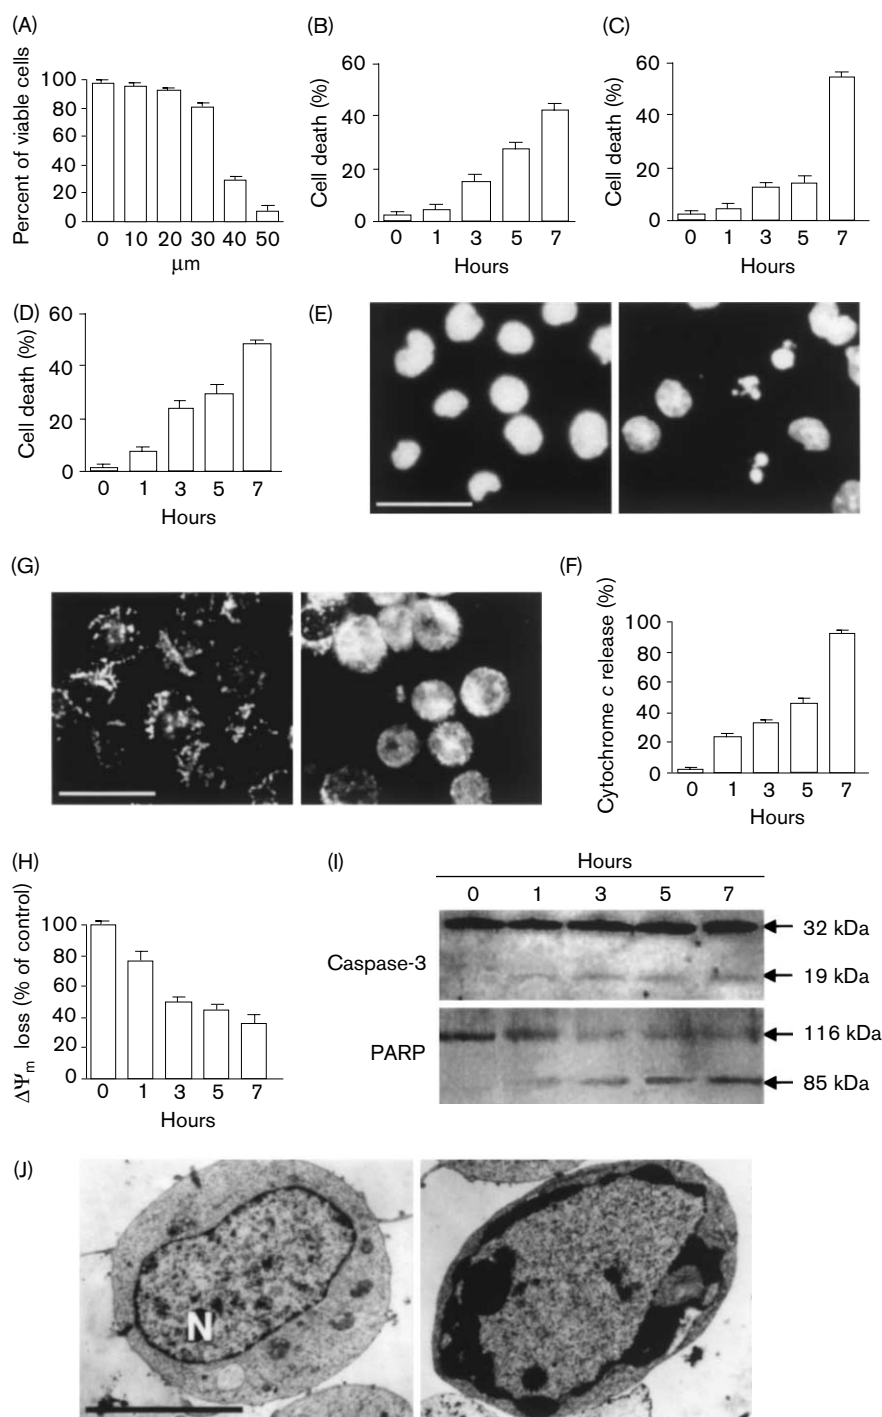 (A)
Percent of viable cells
100
80
60
40
20
0
0 10 20 30 40 50
μm
(B)
Cell death (%)
60
40
20
0
0 1 3 5 7
Hours
(C)
Cell death (%)
60
40
20
0
0 1 3 5 7
Hours
(D)
Cell death (%)
60
40
20
0
0 1 3 5 7
Hours
(E)
(G)
(F)
Cytochrome c release (%)
100
80
60
40
20
0
0 1 3 5 7
Hours
(H)
ΔΨm loss (% of control)
100
80
60
40
20
0
0 1 3 5 7
Hours
(I)
Hours
0 1 3 5 7
Caspase-3
32 kDa
19 kDa
PARP
116 kDa
85 kDa
(J)
N